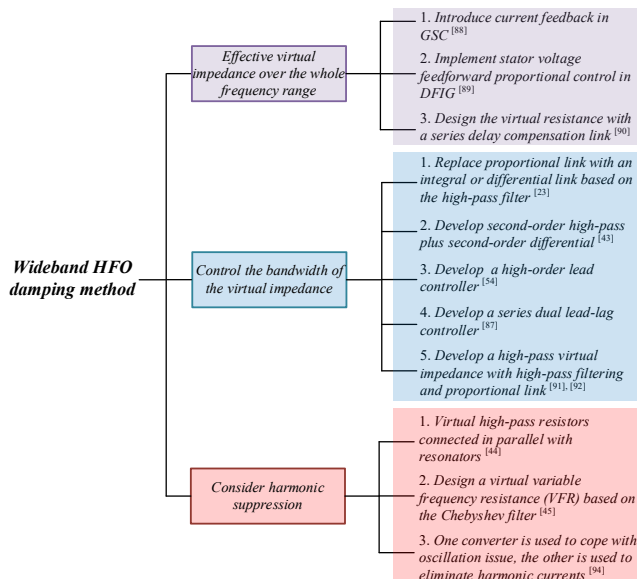 Wideband HFO
damping method
Effective virtual
impedance over the whole
frequency range
1. Introduce current feedback in
GSC [88]
2. Implement stator voltage
feedforward proportional control in
DFIG [89]
3. Design the virtual resistance with
a series delay compensation link [90]
Control the bandwidth of
the virtual impedance
1. Replace proportional link with an
integral or differential link based on
the high-pass filter [23]
2. Develop second-order high-pass
plus second-order differential [43]
3. Develop a high-order lead
controller [54]
4. Develop a series dual lead-lag
controller [87]
5. Develop a high-pass virtual
impedance with high-pass filtering
and proportional link [91], [92]
Consider harmonic
suppression
1. Virtual high-pass resistors
connected in parallel with
resonators [44]
2. Design a virtual variable
frequency resistance (VFR) based on
the Chebyshev filter [45]
3. One converter is used to cope with
oscillation issue, the other is used to
eliminate harmonic currents [94]